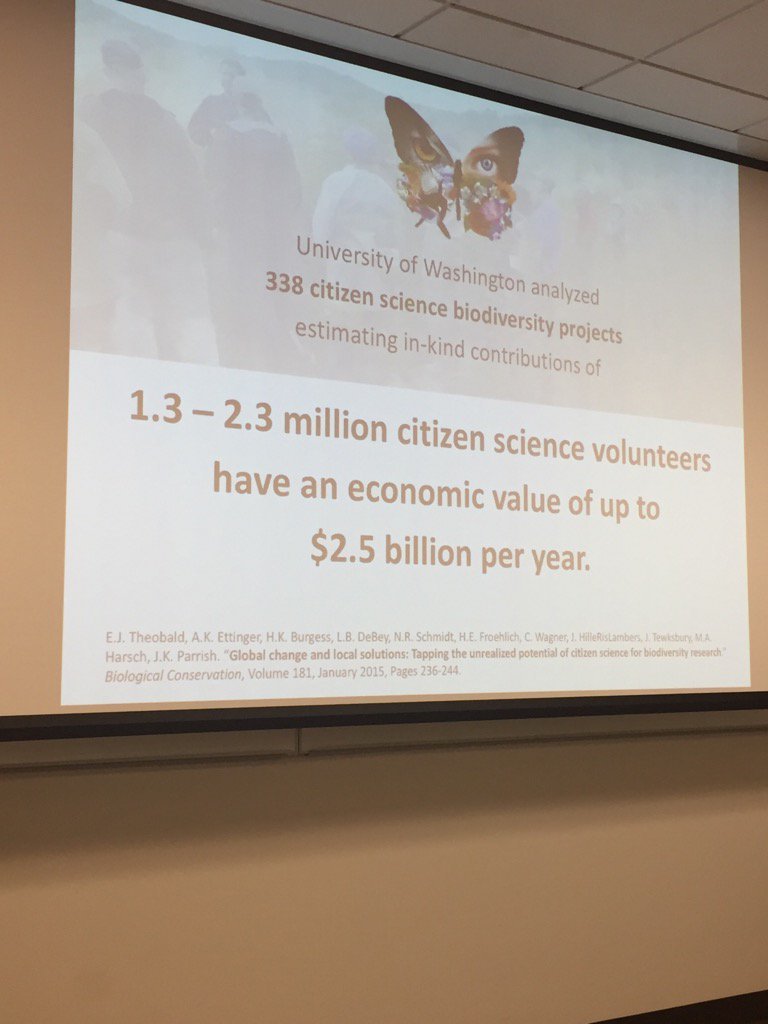 University of Washington analyzed
338 citizen science biodiversity projects
estimating in-kind contributions of
1.3 – 2.3 million citizen science volunteers
have an economic value of up to
$2.5 billion per year.
E.J. Theobald, A.K. Ettinger, H.K. Burgess, L.B. DeBey, N.R. Schmidt, H.E. Froehlich, C. Wagner, J. HilleRisLambers, J. Tewksbury, M.A.
Harsch, J.K. Parrish. "Global change and local solutions: Tapping the unrealized potential of citizen science for biodiversity research."
Biological Conservation, Volume 181, January 2015, Pages 236-244.